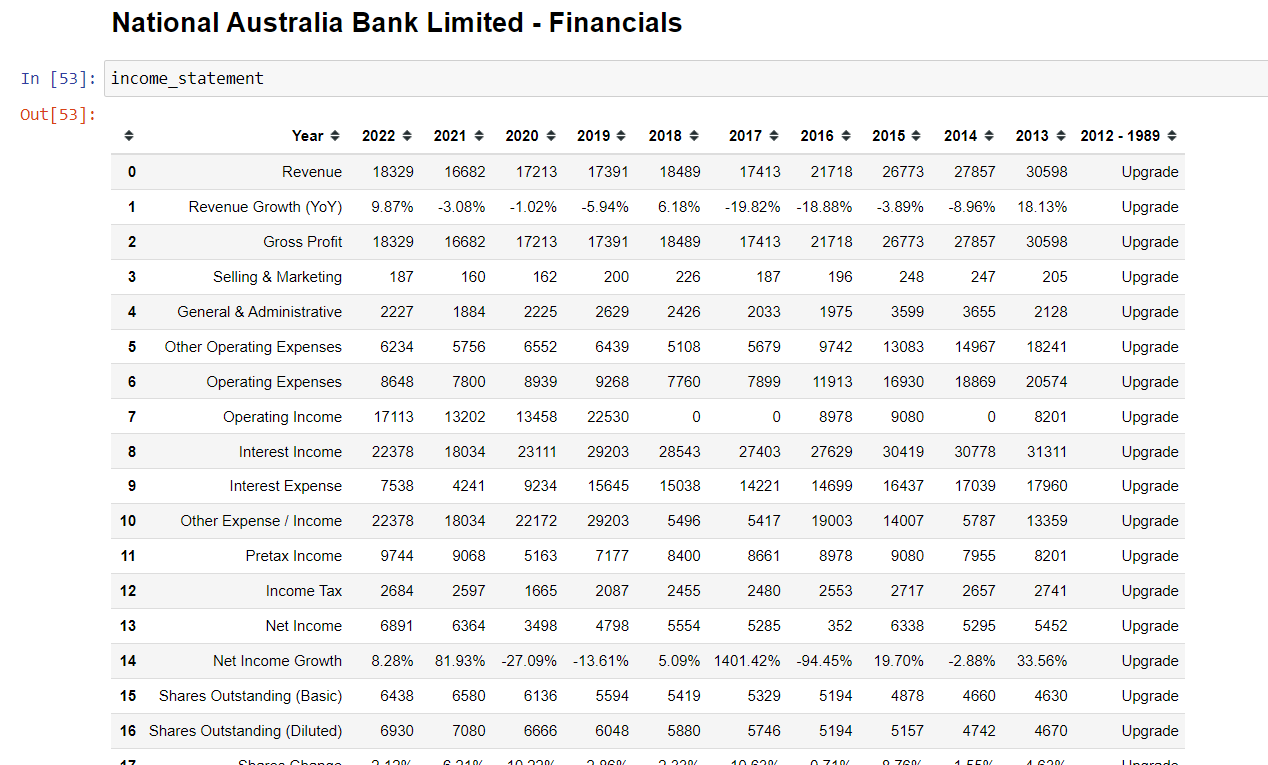 National Australia Bank Limited - Financials
In [53]: income_statement
Out[53]:
Year 2022 2021 2020 2019 2018 2017 2016 2015 2014 2013 2012 - 1989
0 Revenue 18329 16682 17213 17391 18489 17413 21718 26773 27857 30598 Upgrade
1 Revenue Growth (YoY) 9.87% -3.08% -1.02% -5.94% 6.18% -19.82% -18.88% -3.89% -8.96% 18.13% Upgrade
2 Gross Profit 18329 16682 17213 17391 18489 17413 21718 26773 27857 30598 Upgrade
3 Selling & Marketing 187 160 162 200 226 187 196 248 247 205 Upgrade
4 General & Administrative 2227 1884 2225 2629 2426 2033 1975 3599 3655 2128 Upgrade
5 Other Operating Expenses 6234 5756 6552 6439 5108 5679 9742 13083 14967 18241 Upgrade
6 Operating Expenses 8648 7800 8939 9268 7760 7899 11913 16930 18869 20574 Upgrade
7 Operating Income 17113 13202 13458 22530 0 0 8978 9080 0 8201 Upgrade
8 Interest Income 22378 18034 23111 29203 28543 27403 27629 30419 30778 31311 Upgrade
9 Interest Expense 7538 4241 9234 15645 15038 14221 14699 16437 17039 17960 Upgrade
10 Other Expense / Income 22378 18034 22172 29203 5496 5417 19003 14007 5787 13359 Upgrade
11 Pretax Income 9744 9068 5163 7177 8400 8661 8978 9080 7955 8201 Upgrade
12 Income Tax 2684 2597 1665 2087 2455 2480 2553 2717 2657 2741 Upgrade
13 Net Income 6891 6364 3498 4798 5554 5285 352 6338 5295 5452 Upgrade
14 Net Income Growth 8.28% 81.93% -27.09% -13.61% 5.09% 1401.42% -94.45% 19.70% -2.88% 33.56% Upgrade
15 Shares Outstanding (Basic) 6438 6580 6136 5594 5419 5329 5194 4878 4660 4630 Upgrade
16 Shares Outstanding (Diluted) 6930 7080 6666 6048 5880 5746 5194 5157 4742 4670 Upgrade
17 Shares Change